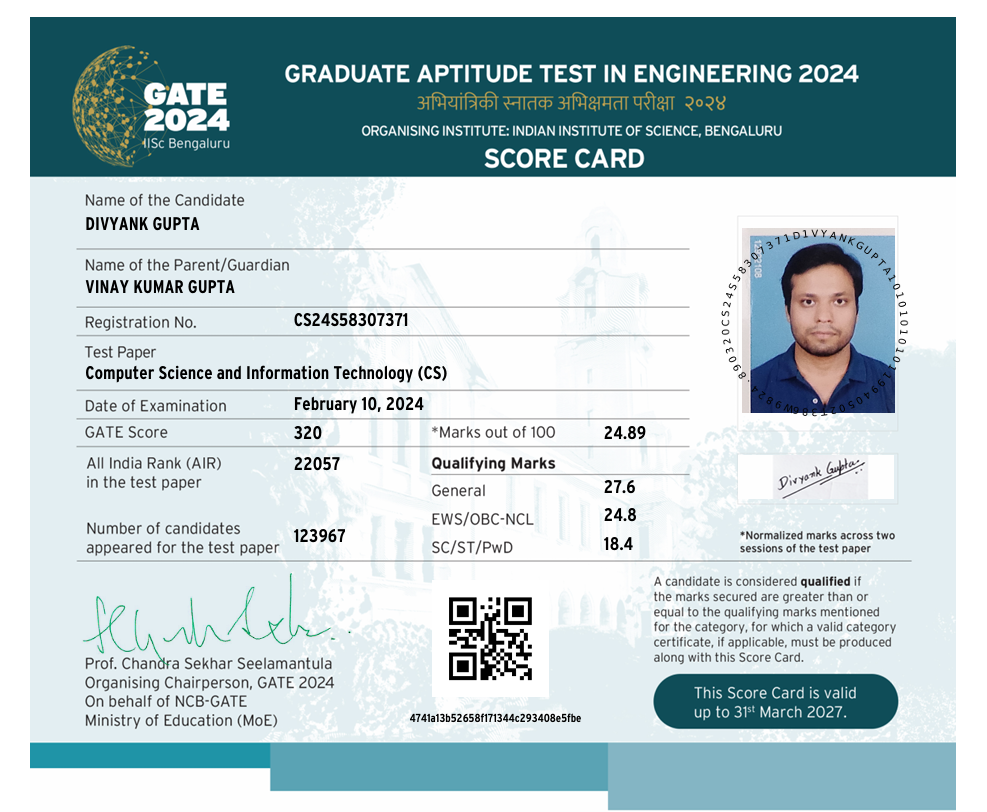 GATE
2024
IISc Bengaluru
GRADUATE APTITUDE TEST IN ENGINEERING 2024
अभियांत्रिकी स्नातक अभिक्षमता परीक्षा २०२४
ORGANISING INSTITUTE: INDIAN INSTITUTE OF SCIENCE, BENGALURU
SCORE CARD
Name of the Candidate
DIVYANK GUPTA
Name of the Parent/Guardian
VINAY KUMAR GUPTA
Registration No. CS24S58307371
Test Paper
Computer Science and Information Technology (CS)
Date of Examination February 10, 2024
GATE Score 320 *Marks out of 100 24.89
All India Rank (AIR)
in the test paper
22057
Number of candidates
appeared for the test paper
123967
Qualifying Marks
General 27.6
EWS/OBC-NCL 24.8
SC/ST/PwD 18.4
Divyank Gupta
*Normalized marks across two
sessions of the test paper
Prof. Chandra Sekhar Seelamantula
Organising Chairperson, GATE 2024
On behalf of NCB-GATE
Ministry of Education (MoE)
4741a13b52658f171344c293408e5fbe
A candidate is considered qualified if
the marks secured are greater than or
equal to the qualifying marks mentioned
for the category, for which a valid category
certificate, if applicable, must be produced
along with this Score Card.
This Score Card is valid
up to 31st March 2027.